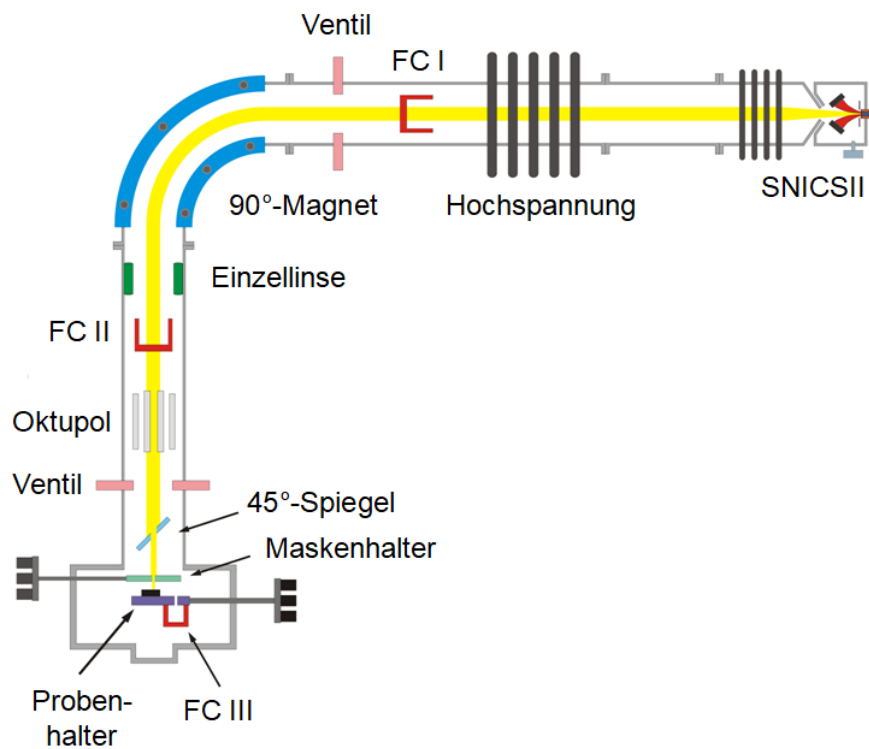 Ventil
FC I
SNICSII
90°-Magnet
Hochspannung
Einzellinse
FC II
Oktupol
Ventil
45°-Spiegel
Maskenhalter
Proben-
halter
FC III